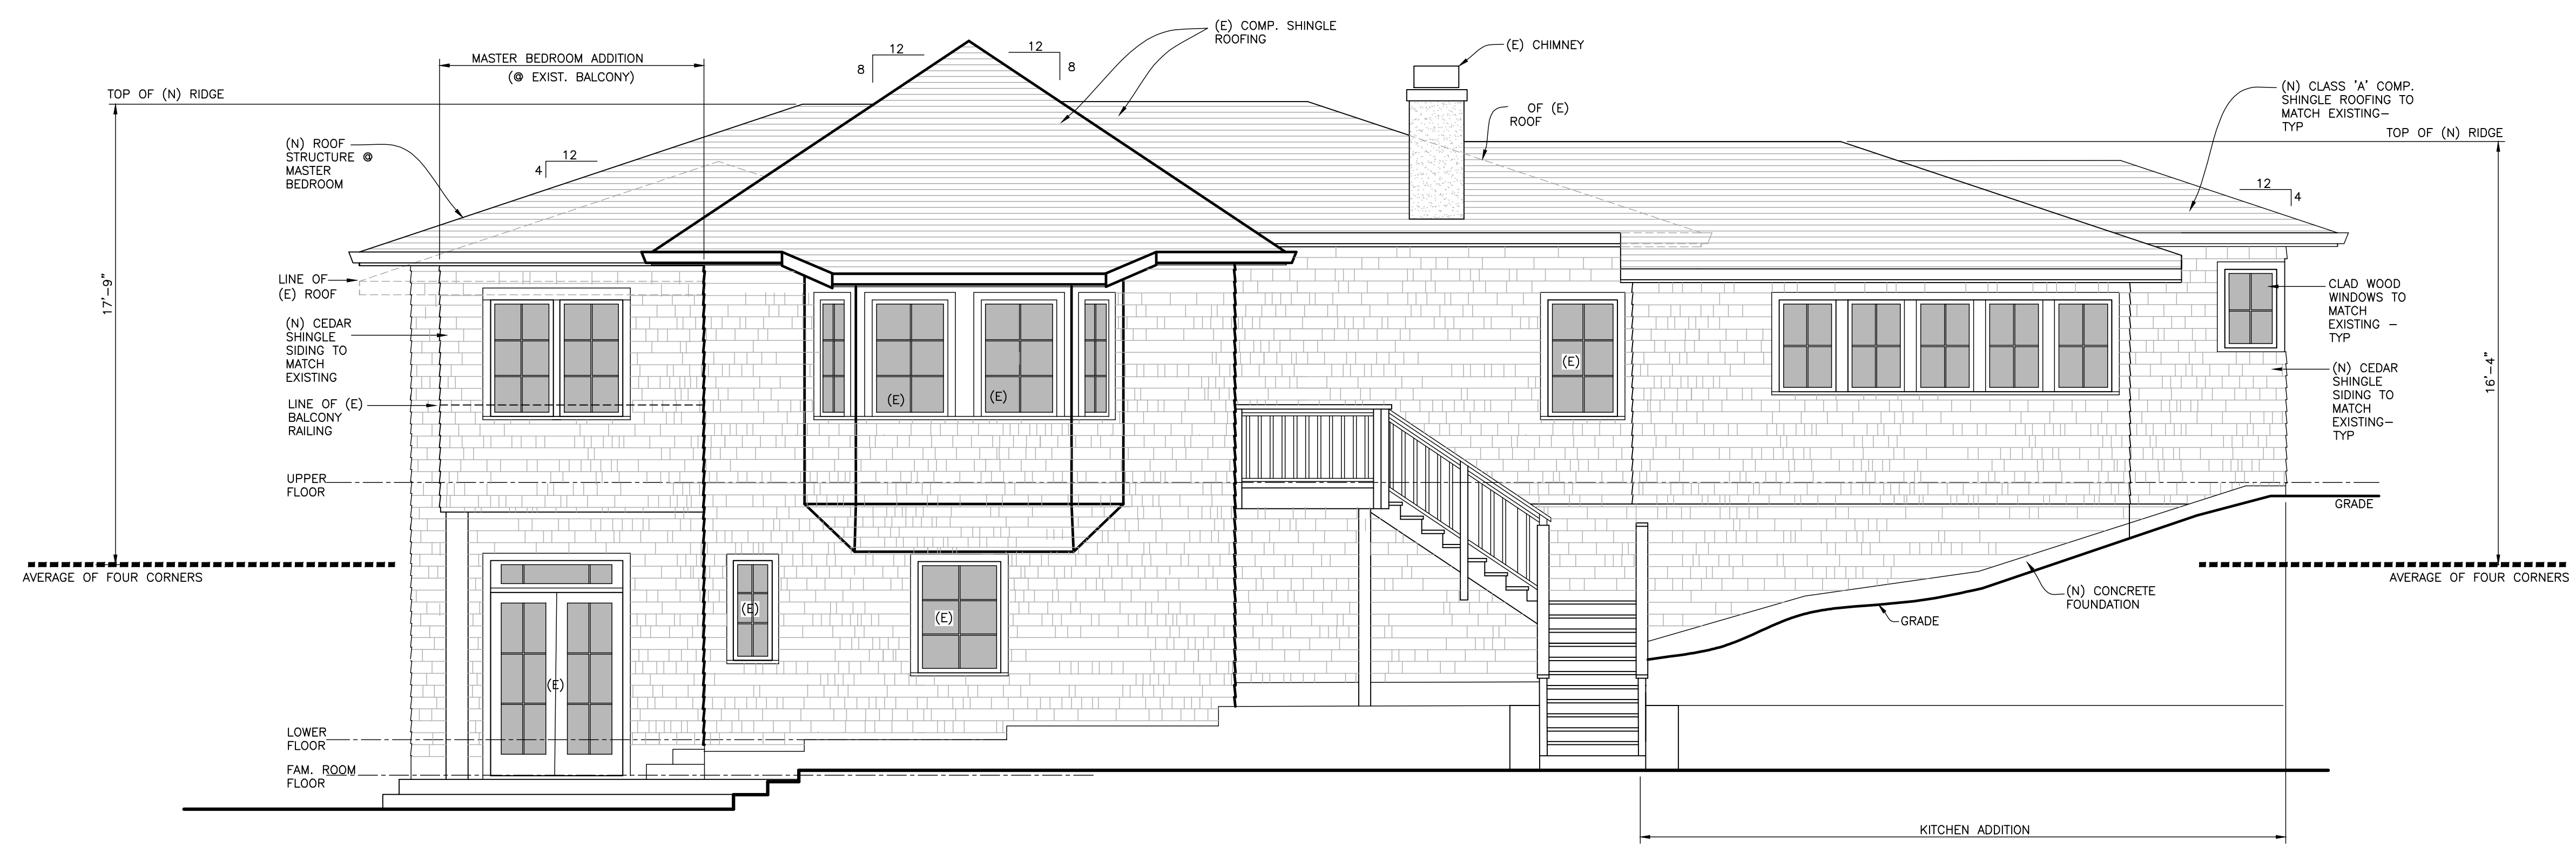 (E) COMP. SHINGLE
ROOFING
12
12
8
8
(E) CHIMNEY
MASTER BEDROOM ADDITION
(@ EXIST. BALCONY)
TOP OF (N) RIDGE
(N) CLASS 'A' COMP.
SHINGLE ROOFING TO
MATCH EXISTING-
TYP
OF (E)
ROOF
TOP OF (N) RIDGE
(N) ROOF
STRUCTURE @
MASTER
BEDROOM
12
4
12
4
17'-9"
LINE OF
(E) ROOF
(N) CEDAR
SHINGLE
SIDING TO
MATCH
EXISTING
LINE OF (E)
BALCONY
RAILING
(E)
(E)
(E)
CLAD WOOD
WINDOWS TO
MATCH
EXISTING -
TYP
16'-4"
(N) CEDAR
SHINGLE
SIDING TO
MATCH
EXISTING-
TYP
UPPER
FLOOR
GRADE
AVERAGE OF FOUR CORNERS
AVERAGE OF FOUR CORNERS
(N) CONCRETE
FOUNDATION
GRADE
(E)
(E)
(E)
LOWER
FLOOR
FAM. ROOM
FLOOR
KITCHEN ADDITION